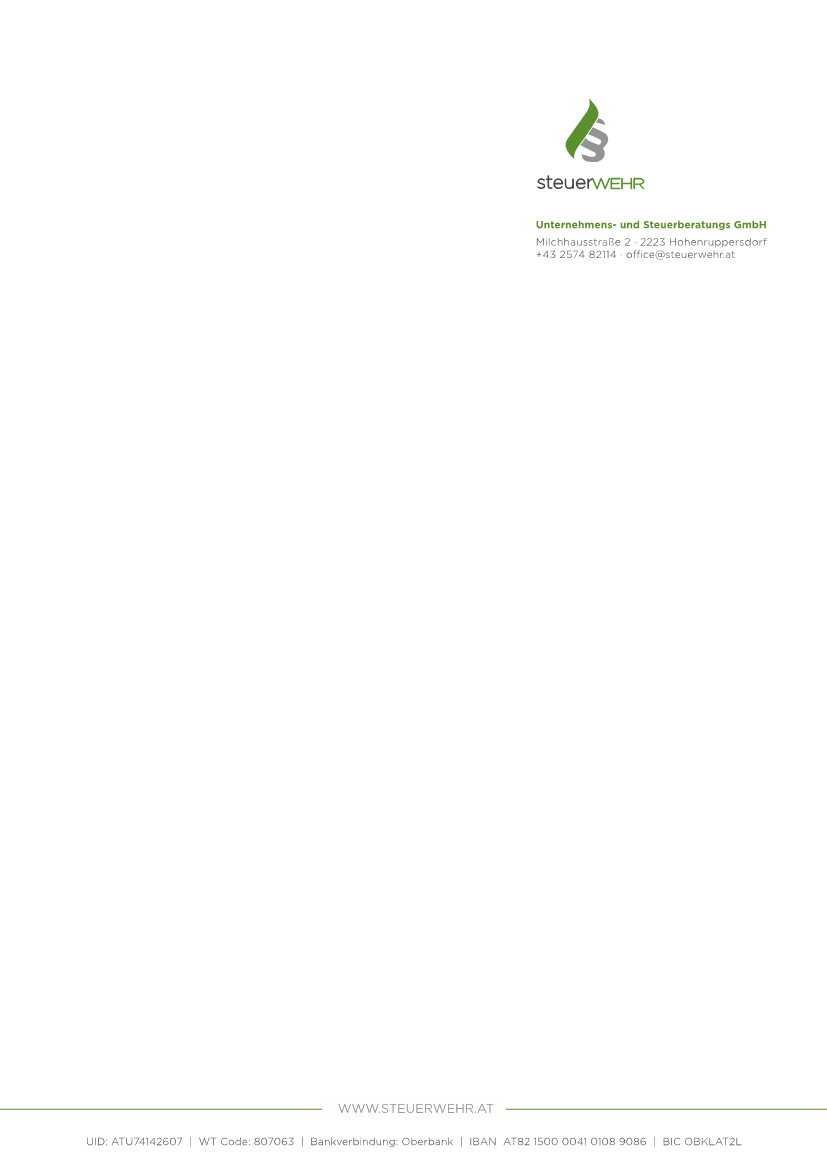 steuerWEHR
Unternehmens- und Steuerberatungs GmbH
Milchhausstraße 2 · 2223 Hohenruppersdorf
+43 2574 82114 · office@steuerwehr.at
WWW.STEUERWEHR.AT
UID: ATU74142607 | WT Code: 807063 | Bankverbindung: Oberbank | IBAN AT82 1500 0041 0108 9086 | BIC OBKLAT2L